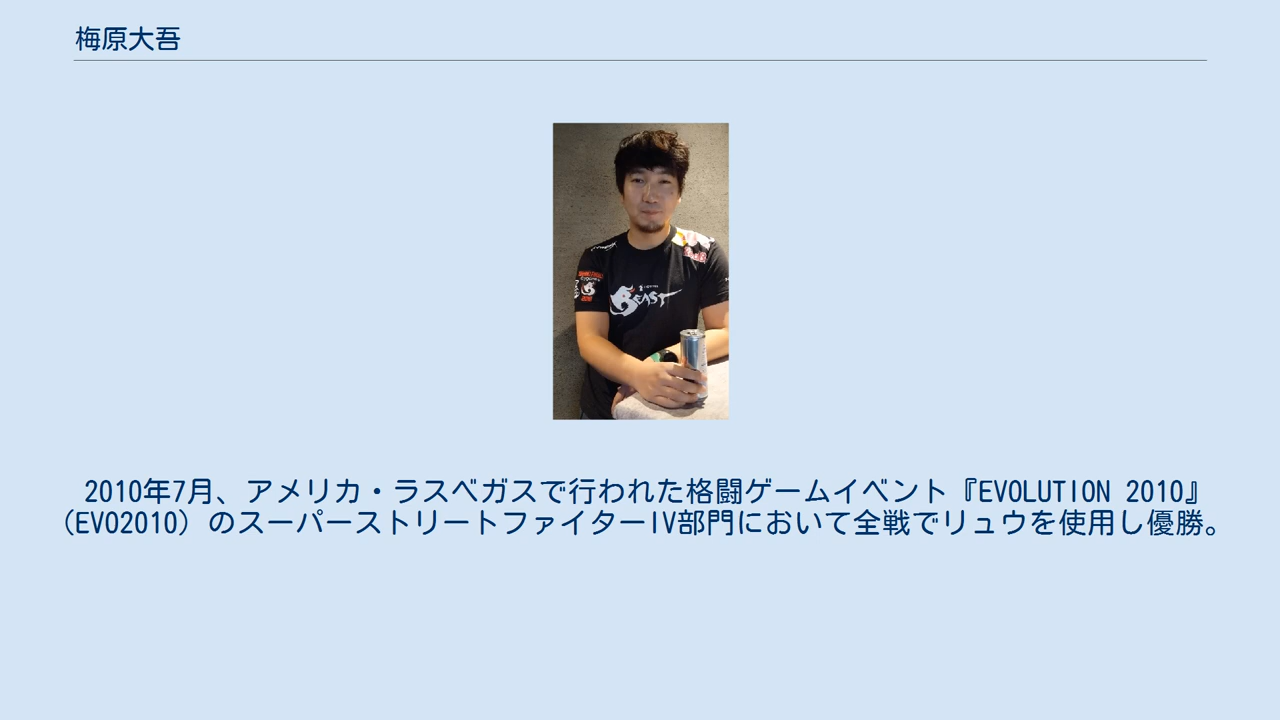 梅原大吾
BEAST
2010年7月、アメリカ・ラスベガスで行われた格闘ゲームイベント『EVOLUTION 2010』
（EVO2010）のスーパーストリートファイターIV部門において全戦でリュウを使用し優勝。